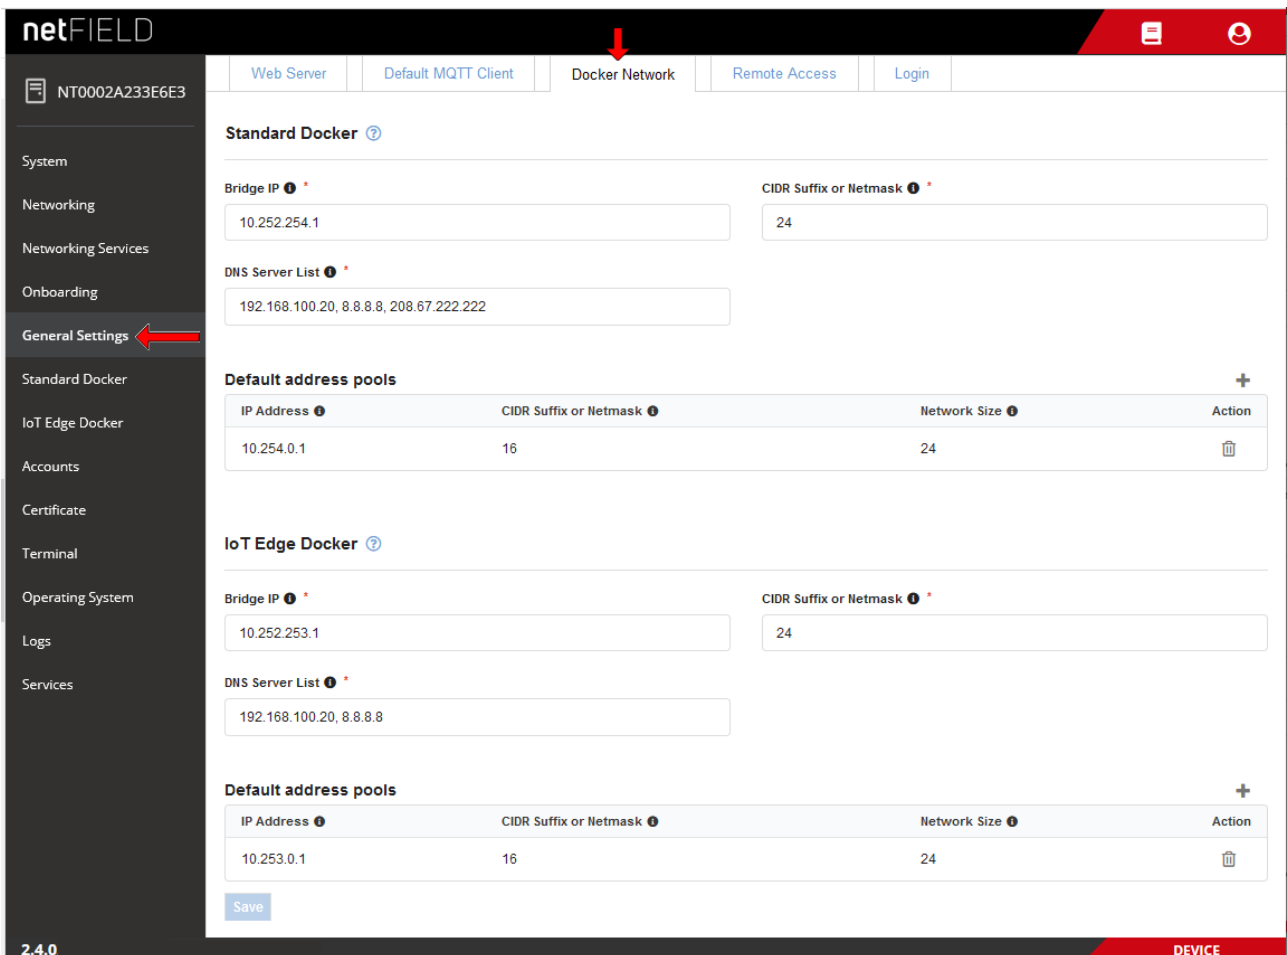 netFIELD
NT0002A233E6E3
System
Networking
Networking Services
Onboarding
General Settings
Standard Docker
IoT Edge Docker
Accounts
Certificate
Terminal
Operating System
Logs
Services
2.4.0
Web Server
Default MQTT Client
Docker Network
Remote Access
Login
Standard Docker ?
Bridge IP i *
CIDR Suffix or Netmask i *
10.252.254.1
24
DNS Server List i *
192.168.100.20, 8.8.8.8, 208.67.222.222
Default address pools +
IP Address i CIDR Suffix or Netmask i Network Size i Action
10.254.0.1 16 24
IoT Edge Docker ?
Bridge IP i *
CIDR Suffix or Netmask i *
10.252.253.1
24
DNS Server List i *
192.168.100.20, 8.8.8.8
Default address pools +
IP Address i CIDR Suffix or Netmask i Network Size i Action
10.253.0.1 16 24
Save
DEVICE